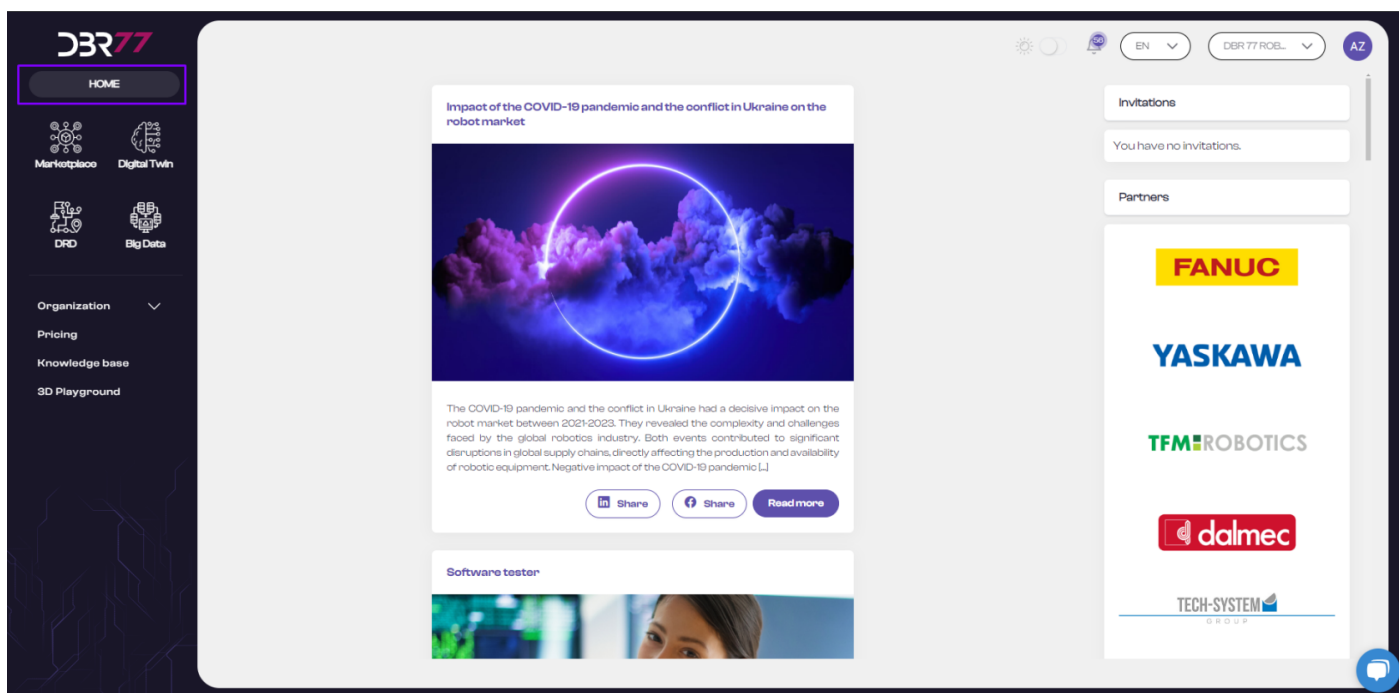 DBR77
HOME
Marketplace
Digital Twin
DRD
Big Data
Organization
Pricing
Knowledge base
3D Playground
56
EN
DBR 77 ROB...
AZ
Impact of the COVID-19 pandemic and the conflict in Ukraine on the
robot market
The COVID-19 pandemic and the conflict in Ukraine had a decisive impact on the
robot market between 2021-2023. They revealed the complexity and challenges
faced by the global robotics industry. Both events contributed to significant
disruptions in global supply chains, directly affecting the production and availability
of robotic equipment. Negative impact of the COVID-19 pandemic [...]
Share
Share
Read more
Software tester
Invitations
You have no invitations.
Partners
FANUC
YASKAWA
TFM ROBOTICS
dalmec
TECH-SYSTEM
GROUP